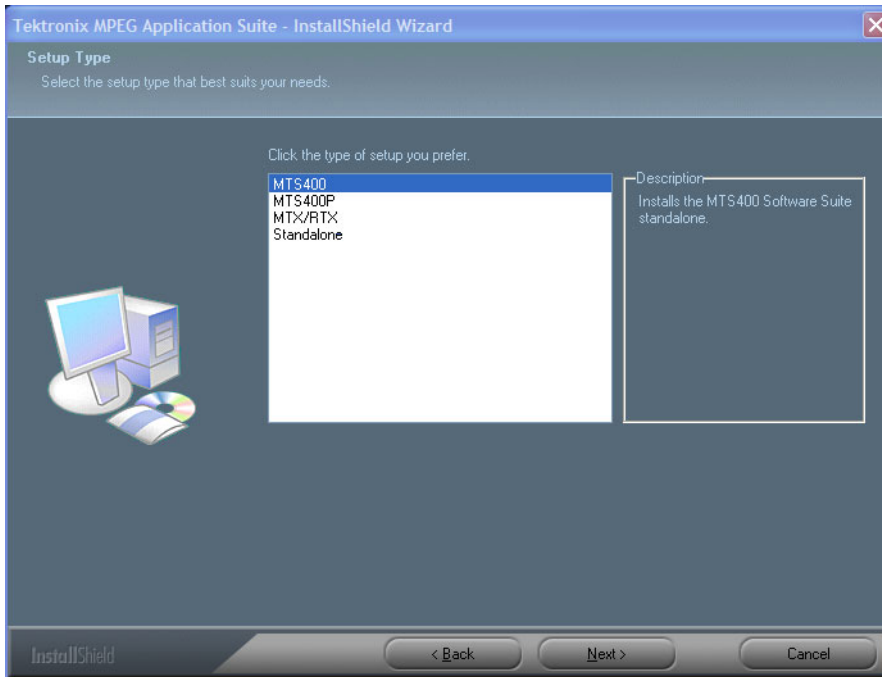 Tektronix MPEG Application Suite - InstallShield Wizard
Setup Type
Select the setup type that best suits your needs.
Click the type of setup you prefer.
MTS400
MTS400P
MTX/RTX
Standalone
Description
Installs the MTS400 Software Suite
standalone.
InstallShield
< Back
Next >
Cancel